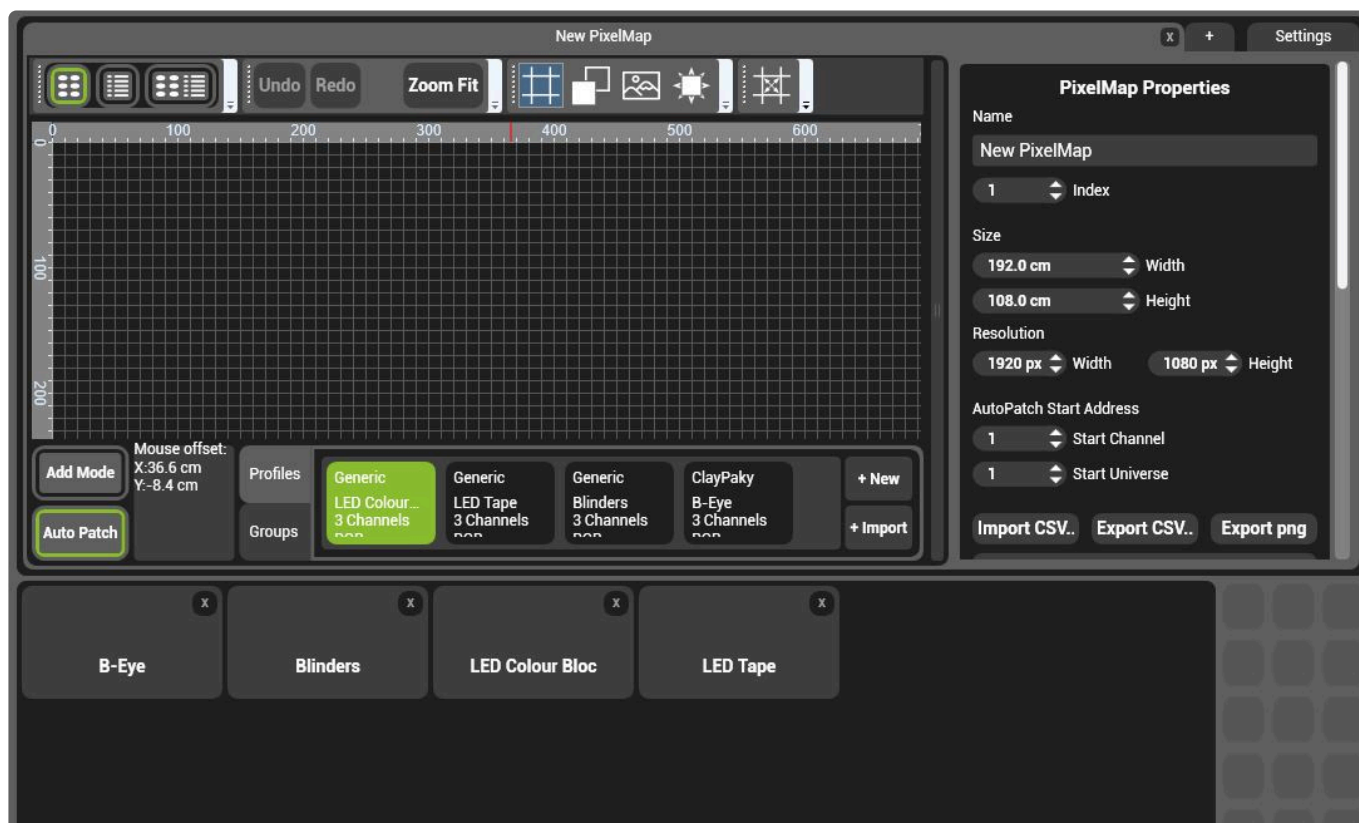 New PixelMap
x
+
Settings
Undo
Redo
Zoom Fit
0 100 200 300 400 500 600
0
100
200
Add Mode
Auto Patch
Mouse offset:
X:36.6 cm
Y:-8.4 cm
Profiles
Groups
Generic
LED Colour...
3 Channels
Generic
LED Tape
3 Channels
Generic
Blinders
3 Channels
ClayPaky
B-Eye
3 Channels
+ New
+ Import
PixelMap Properties
Name
New PixelMap
1 Index
Size
192.0 cm Width
108.0 cm Height
Resolution
1920 px Width 1080 px Height
AutoPatch Start Address
1 Start Channel
1 Start Universe
Import CSV.. Export CSV.. Export png
x
B-Eye
x
Blinders
x
LED Colour Bloc
x
LED Tape